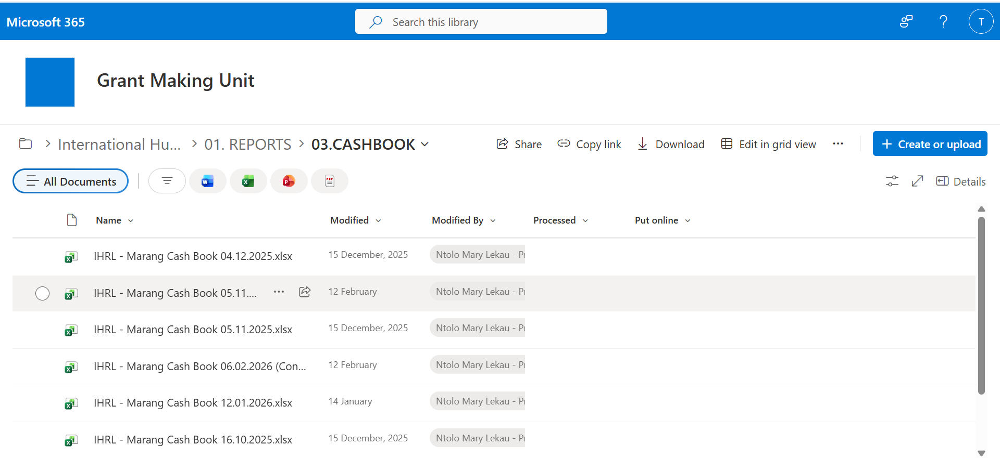 Microsoft 365
Search this library
?
T
Grant Making Unit
International Hu... > 01. REPORTS > 03.CASHBOOK
Share Copy link Download Edit in grid view ... + Create or upload
All Documents
Details
Name Modified Modified By Processed Put online
IHRL - Marang Cash Book 04.12.2025.xlsx 15 December, 2025 Ntolo Mary Lekau - Pr
IHRL - Marang Cash Book 05.11.... ... 12 February Ntolo Mary Lekau - Pr
IHRL - Marang Cash Book 05.11.2025.xlsx 15 December, 2025 Ntolo Mary Lekau - Pr
IHRL - Marang Cash Book 06.02.2026 (Con... 12 February Ntolo Mary Lekau - Pr
IHRL - Marang Cash Book 12.01.2026.xlsx 14 January Ntolo Mary Lekau - Pr
IHRL - Marang Cash Book 16.10.2025.xlsx 15 December, 2025 Ntolo Mary Lekau - Pr